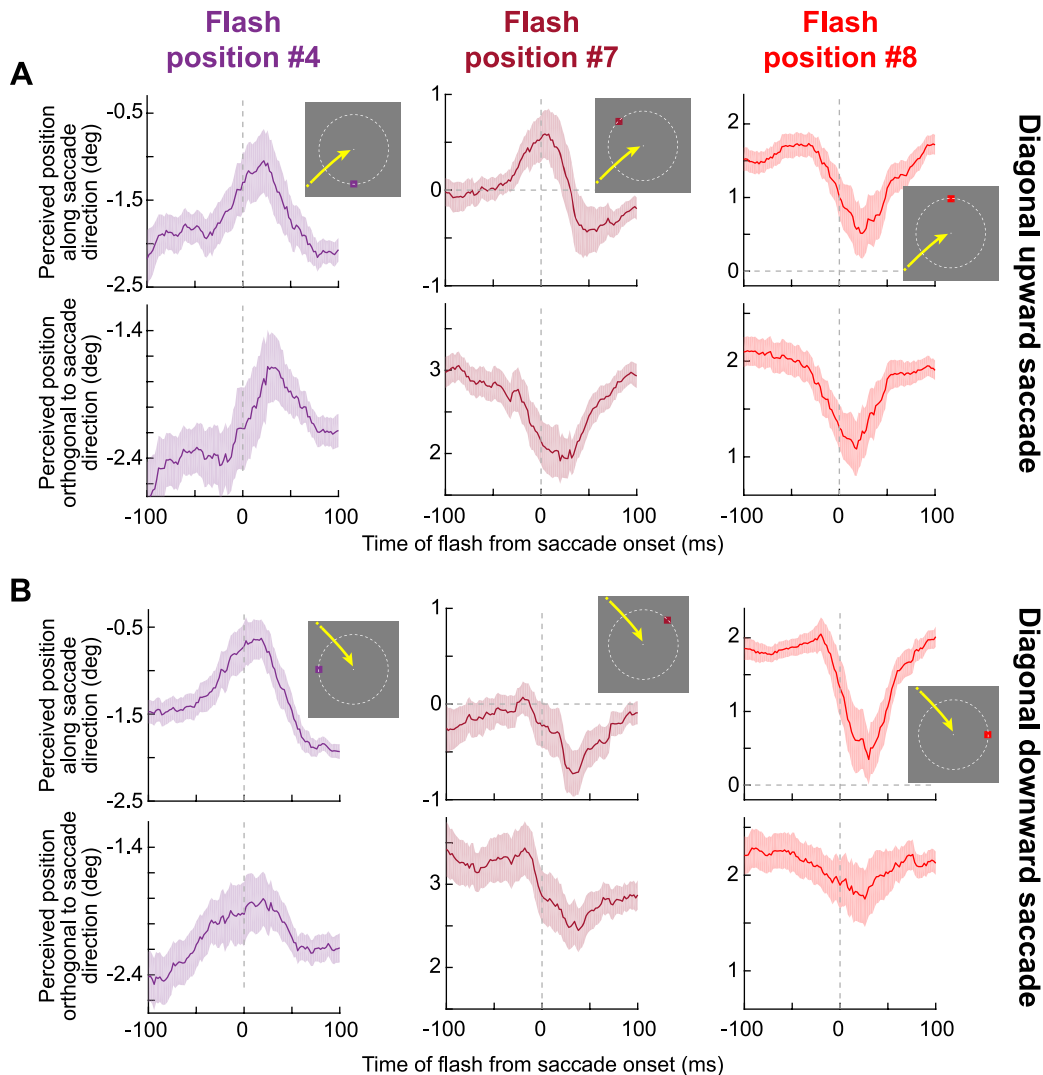 Flash
position #4
Flash
position #7
Flash
position #8
A
Perceived position
along saccade
direction (deg)
-0.5
-1.5
-2.5
1
0
-1
2
1
0
Diagonal upward saccade
Perceived position
orthogonal to saccade
direction (deg)
-1.4
-2.4
3
2
2
1
-100 0 100
-100 0 100
-100 0 100
Time of flash from saccade onset (ms)
B
Perceived position
along saccade
direction (deg)
-0.5
-1.5
-2.5
1
0
-1
2
1
0
Diagonal downward saccade
Perceived position
orthogonal to saccade
direction (deg)
-1.4
-2.4
3
2
2
1
-100 0 100
-100 0 100
-100 0 100
Time of flash from saccade onset (ms)